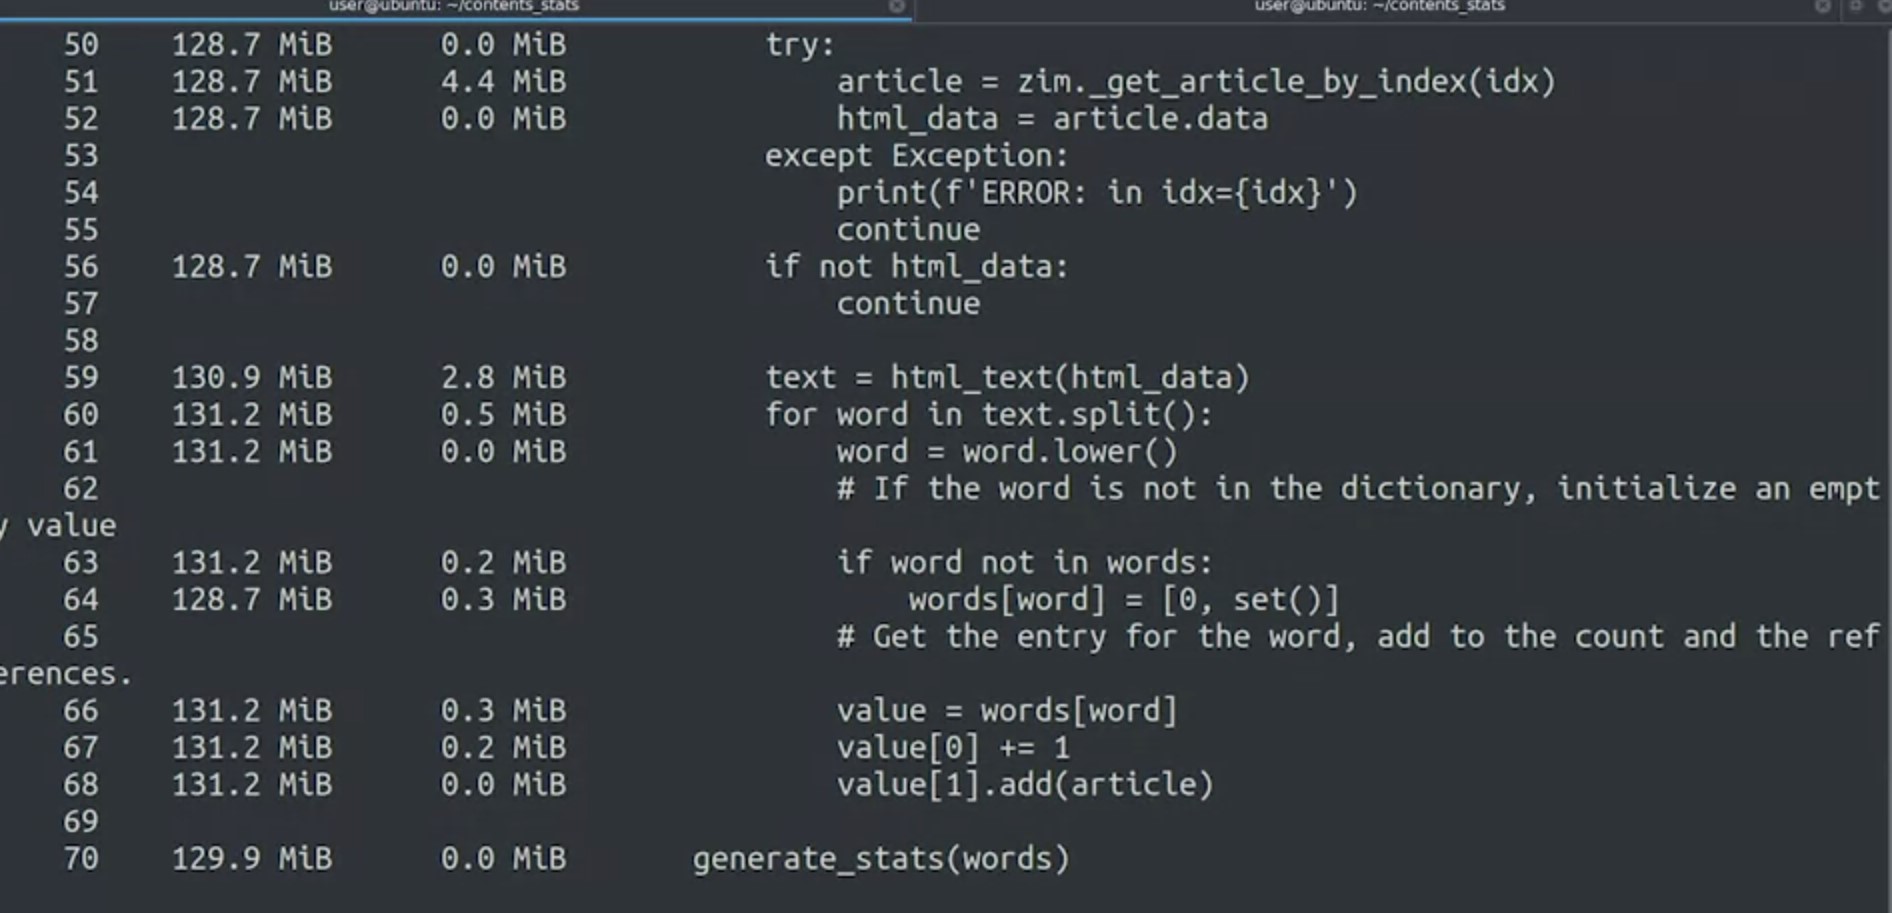 user@ubuntu: ~/contents_stats user@ubuntu: ~/contents_stats
50 128.7 MiB 0.0 MiB try:
51 128.7 MiB 4.4 MiB article = zim._get_article_by_index(idx)
52 128.7 MiB 0.0 MiB html_data = article.data
53 except Exception:
54 print(f'ERROR: in idx={idx}')
55 continue
56 128.7 MiB 0.0 MiB if not html_data:
57 continue
58
59 130.9 MiB 2.8 MiB text = html_text(html_data)
60 131.2 MiB 0.5 MiB for word in text.split():
61 131.2 MiB 0.0 MiB word = word.lower()
62 # If the word is not in the dictionary, initialize an empt
y value
63 131.2 MiB 0.2 MiB if word not in words:
64 128.7 MiB 0.3 MiB words[word] = [0, set()]
65 # Get the entry for the word, add to the count and the ref
erences.
66 131.2 MiB 0.3 MiB value = words[word]
67 131.2 MiB 0.2 MiB value[0] += 1
68 131.2 MiB 0.0 MiB value[1].add(article)
69
70 129.9 MiB 0.0 MiB generate_stats(words)